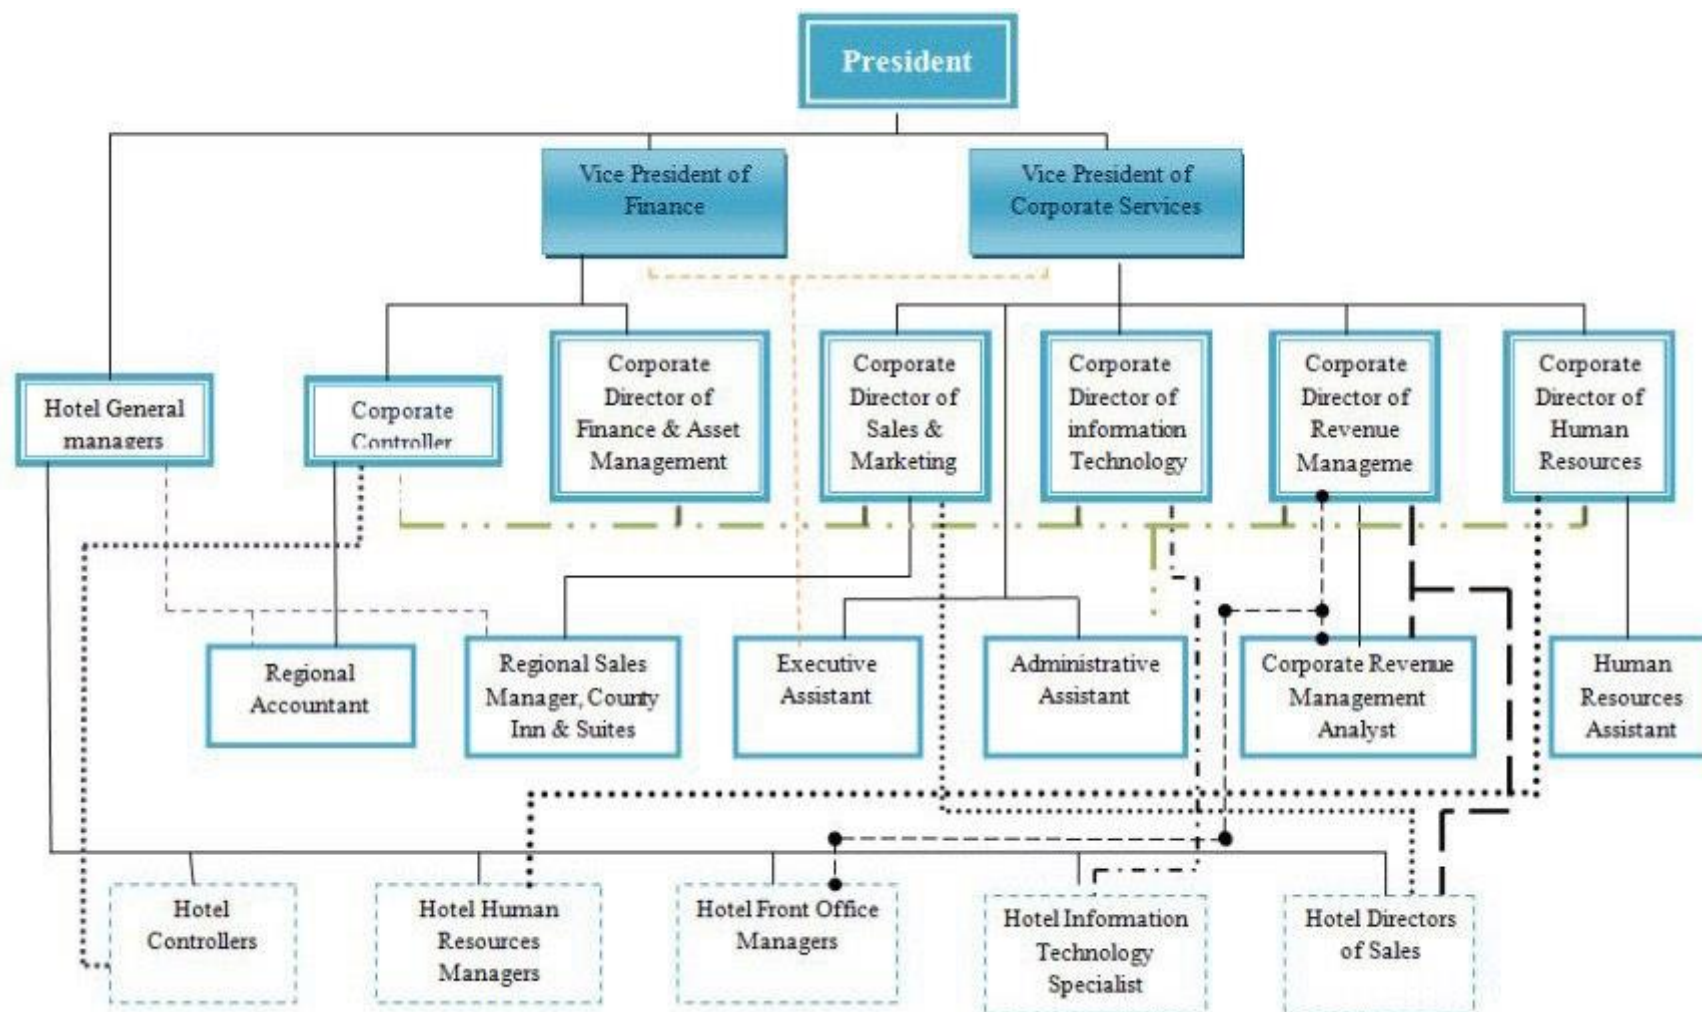 President
Vice President of
Finance
Vice President of
Corporate Services
Hotel General
managers
Corporate
Controller
Corporate
Director of
Finance & Asset
Management
Corporate
Director of
Sales &
Marketing
Corporate
Director of
information
Technology
Corporate
Director of
Revenue
Manageme
Corporate
Director of
Human
Resources
Regional
Accountant
Regional Sales
Manager, County
Inn & Suites
Executive
Assistant
Administrative
Assistant
Corporate Revenue
Management
Analyst
Human
Resources
Assistant
Hotel
Controllers
Hotel Human
Resources
Managers
Hotel Front Office
Managers
Hotel Information
Technology
Specialist
Hotel Directors
of Sales